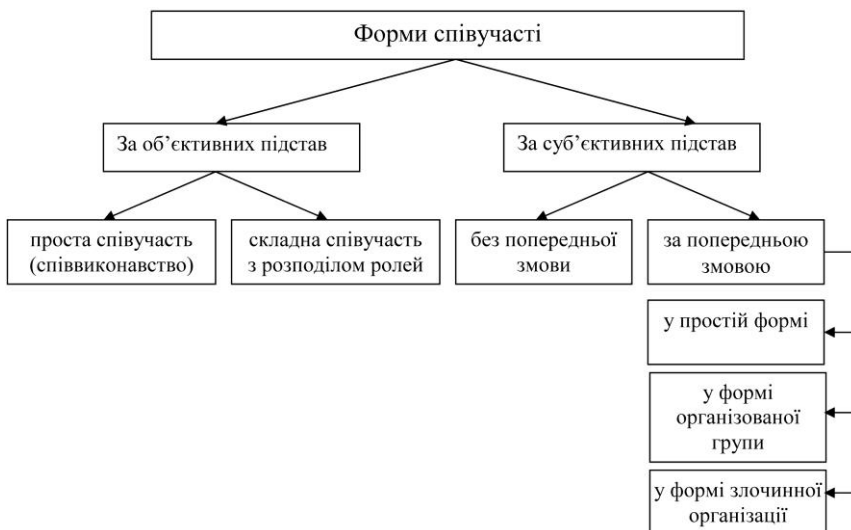 Форми співучасті
За об’єктивних підстав
За суб’єктивних підстав
проста співучасть
(співвиконавство)
складна співучасть
з розподілом ролей
без попередньої
змови
за попередньою
змовою
у простій формі
у формі
організованої
групи
у формі злочинної
організації